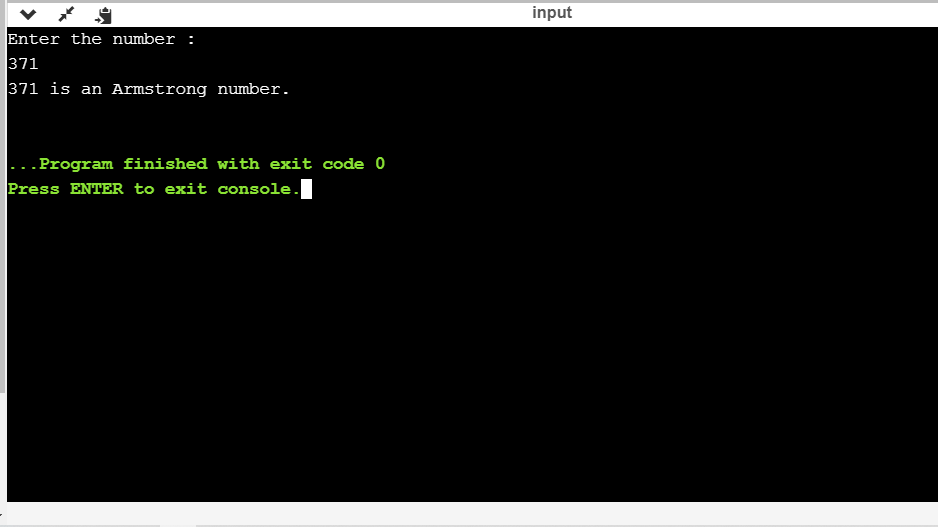 input
Enter the number :
371
371 is an Armstrong number.
...Program finished with exit code 0
Press ENTER to exit console.